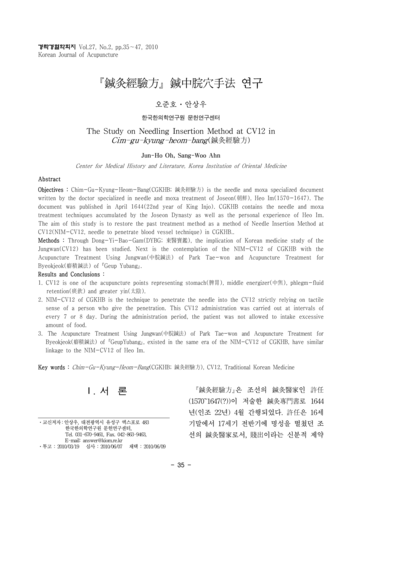 Vol.27, No.2, pp.35－47, 2010
Korean Journal of Acupuncture
『鍼灸經驗方』 鍼中脘穴手法 연구
오준호・안상우
한국한의학연구원 문헌연구센터
The Study on Needling Insertion Method at CV12 in
Cim-gu-kyung-heom-bang(鍼灸經驗方)
Jun-Ho Oh, Sang-Woo Ahn
Center for Medical History and Literature, Korea Institution of Oriental Medicine
Abstract
Objectives : Chim-Gu-Kyung-Heom-Bang(CGKHB: 鍼灸經驗方) is the needle and moxa specialized document
written by the doctor specialized in needle and moxa treatment of Joseon(朝鮮), Heo Im(1570~1647). The
document was published in April 1644(22nd year of King Injo). CGKHB contains the needle and moxa
treatment techniques accumulated by the Joseon Dynasty as well as the personal experience of Heo Im.
The aim of this study is to restore the past treatment method as a method of Needle Insertion Method at
CV12(NIM-CV12, needle to penetrate blood vessel technique) in CGKHB..
Methods : Through Dong-Yi-Bao-Gam(DYBG: 東醫寶鑑), the implication of Korean medicine study of the
Jungwan(CV12) has been studied. Next is the contemplation of the NIM-CV12 of CGKHB with the
Acupuncture Treatment Using Jungwan(中脘鍼法) of Park Tae-won and Acupuncture Treatment for
Byeokjeok(癖積鍼法) of 『Geup Yubang』.
Results and Conclusions :
1. CV12 is one of the acupuncture points representing stomach(脾胃), middle energizer(中焦), phlegm-fluid
retention(痰飮) and greater yin(太陰).
2. NIM-CV12 of CGKHB is the technique to penetrate the needle into the CV12 strictly relying on tactile
sense of a person who give the penetration. This CV12 administration was carried out at intervals of
every 7 or 8 day. During the administration period, the patient was not allowed to intake excessive
amount of food.
3. The Acupuncture Treatment Using Jungwan(中脘鍼法) of Park Tae-won and Acupuncture Treatment for
Byeokjeok(癖積鍼法) of 『GeupYubang』, existed in the same era of the NIM-CV12 of CGKHB, have similar
linkage to the NIM-CV12 of Heo Im.
Key words : Chim-Gu-Kyung-Heom-Bang(CGKHB: 鍼灸經驗方), CV12, Traditional Korean Medicine
Ⅰ. 서 론
・교신저자: 안상우, 대전광역시 유성구 엑스포로 483
한국한의학연구원 문헌연구센터,
Tel. 031-670-9461, Fax. 042-863-9463,
E-mail: answer@kiom.re.kr
・투고 : 2010/03/19 심사 : 2010/06/07 채택 : 2010/06/09
『鍼灸經驗方』은 조선의 鍼灸醫家인 許任
(1570~1647(?))이 저술한 鍼灸專門書로 1644
년(인조 22년) 4월 간행되었다. 許任은 16세
기말에서 17세기 전반기에 명성을 떨쳤던 조
선의 鍼灸醫家로서, 賤出이라는 신분적 제약
- 35 -